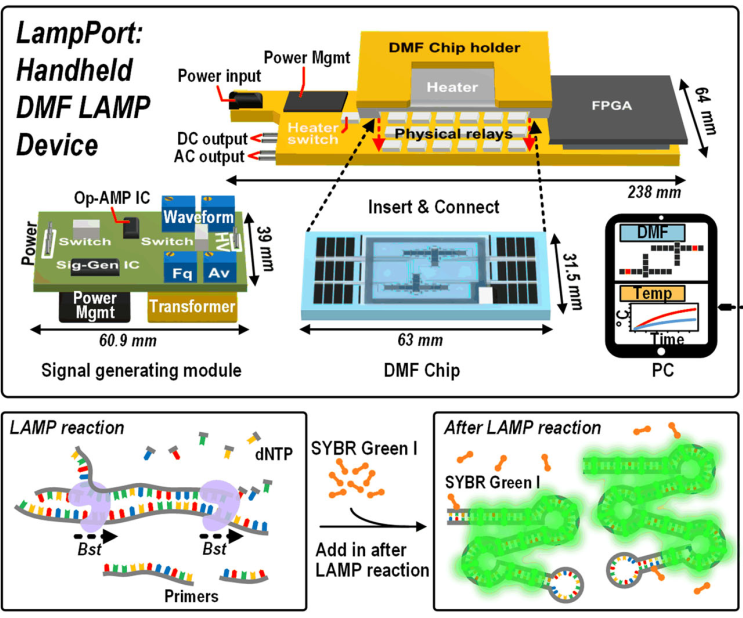 LampPort:
Handheld
DMF LAMP
Device
Power input
Power Mgmt
DMF Chip holder
Heater
FPGA
64 mm
Heater
switch
Physical relays
DC output
AC output
238 mm
Op-AMP IC
Waveform
Power
Switch
Switch
HV
39 mm
Sig-Gen IC
Fq
Av
Power
Mgmt
Transformer
60.9 mm
Signal generating module
Insert & Connect
31.5 mm
63 mm
DMF Chip
DMF
Temp
°C
Time
PC
LAMP reaction
dNTP
Bst
Bst
Primers
SYBR Green I
Add in after
LAMP reaction
After LAMP reaction
SYBR Green I